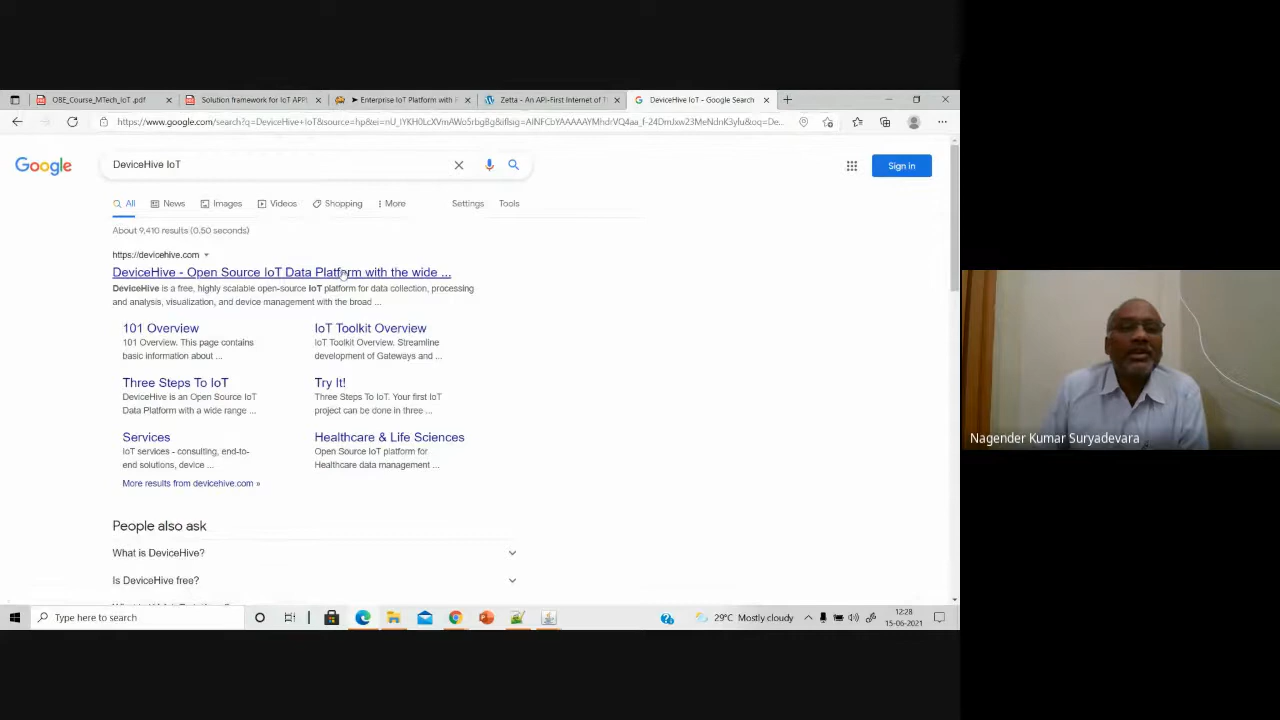 OBE_Course_MTech_IoT .pdf
Solution framework for IoT APPL
➤ Enterprise IoT Platform with F
Zetta - An API-First Internet of T
DeviceHive IoT - Google Search
Google
DeviceHive IoT
Sign in
All
News
Images
Videos
Shopping
More
Settings
Tools
About 9,410 results (0.50 seconds)
https://devicehive.com
DeviceHive - Open Source IoT Data Platform with the wide ...
DeviceHive is a free, highly scalable open-source IoT platform for data collection, processing
and analysis, visualization, and device management with the broad ...
101 Overview
101 Overview. This page contains
basic information about ...
IoT Toolkit Overview
IoT Toolkit Overview. Streamline
development of Gateways and ...
Three Steps To IoT
DeviceHive is an Open Source IoT
Data Platform with a wide range ...
Try It!
Three Steps To IoT. Your first IoT
project can be done in three ...
Services
IoT services - consulting, end-to-
end solutions, device ...
Healthcare & Life Sciences
Open Source IoT platform for
Healthcare data management ...
More results from devicehive.com »
People also ask
What is DeviceHive?
Is DeviceHive free?
Nagender Kumar Suryadevara
Type here to search
29°C Mostly cloudy
12:28
15-06-2021